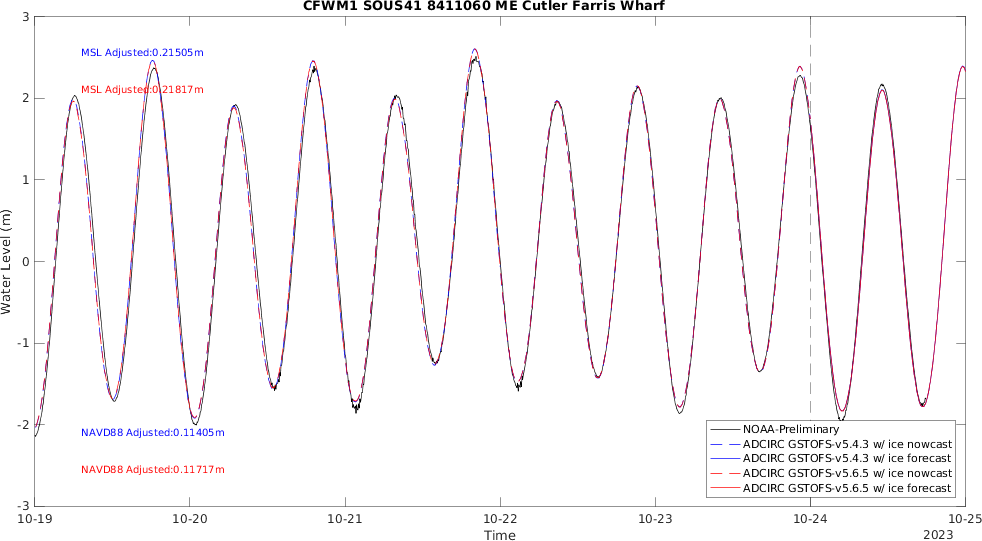 CFWM1 SOUS41 8411060 ME Cutler Farris Wharf
3
MSL Adjusted:0.21505m
MSL Adjusted:0.21817m
2
1
0
Water Level (m)
-1
-2
NAVD88 Adjusted:0.11405m
NAVD88 Adjusted:0.11717m
-3
NOAA-Preliminary
ADCIRC GSTOFS-v5.4.3 w/ ice nowcast
ADCIRC GSTOFS-v5.4.3 w/ ice forecast
ADCIRC GSTOFS-v5.6.5 w/ ice nowcast
ADCIRC GSTOFS-v5.6.5 w/ ice forecast
10-19 10-20 10-21 10-22 10-23 10-24 10-25
Time
2023